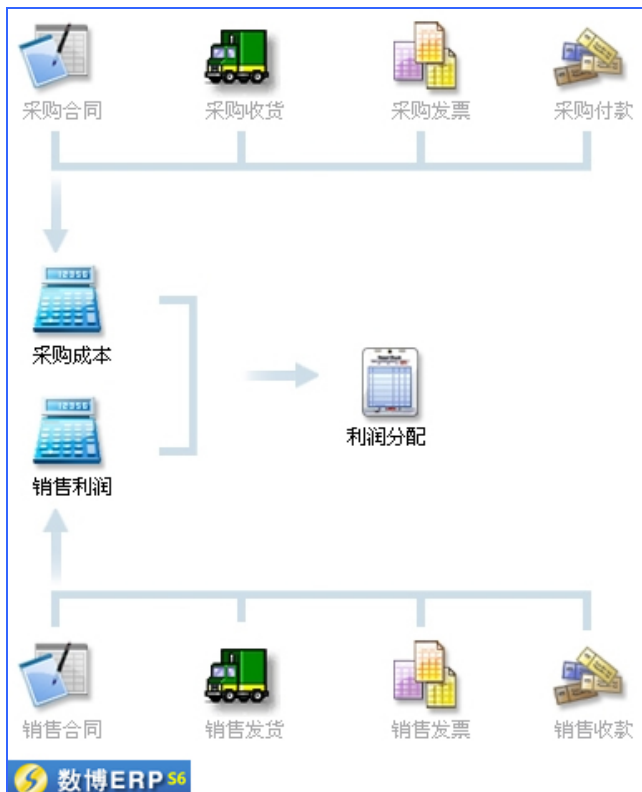 采购合同 采购收货 采购发票 采购付款
采购成本
利润分配
销售利润
销售合同 销售发货 销售发票 销售收款
数博ERP S6